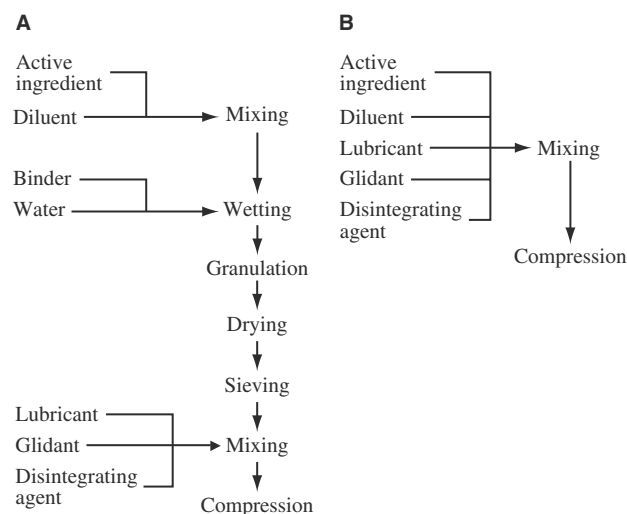 A
Active
ingredient
Diluent
Mixing
Binder
Water
Wetting
Granulation
Drying
Sieving
Lubricant
Glidant
Mixing
Disintegrating
agent
Compression
B
Active
ingredient
Diluent
Lubricant
Mixing
Glidant
Disintegrating
agent
Compression